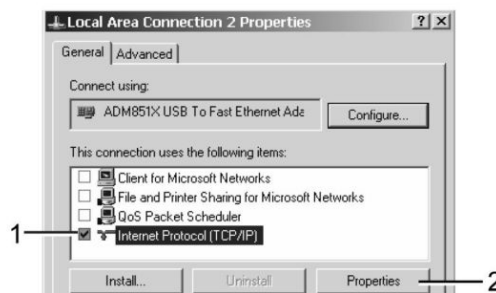 Local Area Connection 2 Properties
General Advanced
Connect using:
ADM851X USB To Fast Ethernet Ada
Configure...
This connection uses the following items:
Client for Microsoft Networks
File and Printer Sharing for Microsoft Networks
QoS Packet Scheduler
1
Internet Protocol (TCP/IP)
Install... Uninstall Properties
2